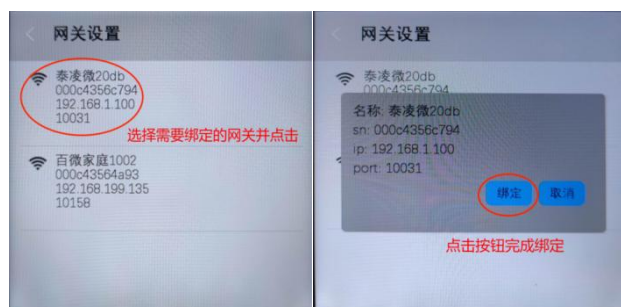 网关设置
泰凌微20db
000c4356c794
192.168.1.100
10031
选择需要绑定的网关并点击
百微家庭1002
000c43564a93
192.168.199.135
10158
网关设置
泰凌微20db
000c4356c794
名称: 泰凌微20db
sn: 000c4356c794
ip: 192.168.1.100
port: 10031
绑定 取消
点击按钮完成绑定